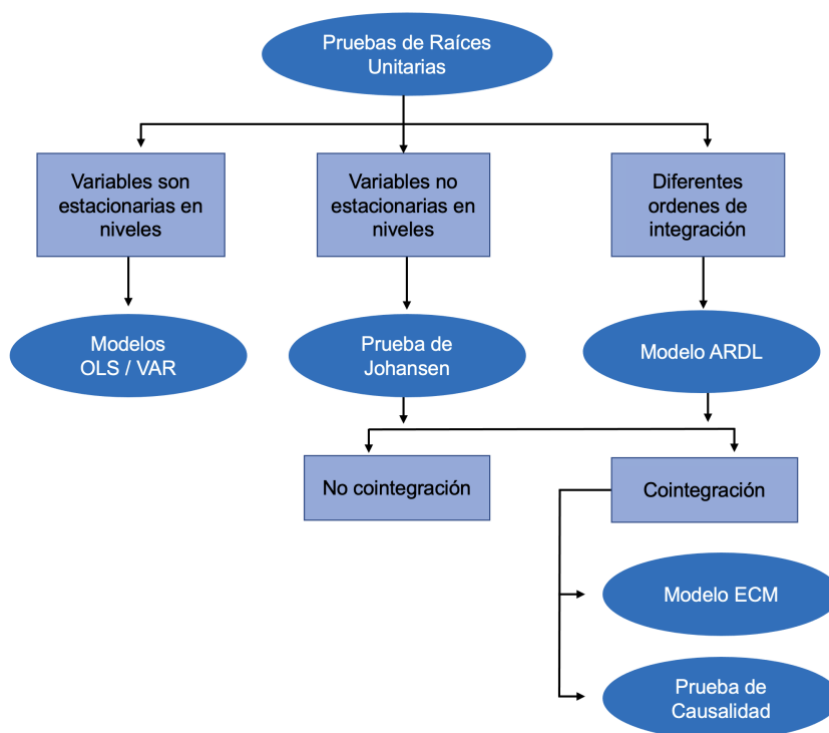 Pruebas de Raíces
Unitarias
Variables son
estacionarias en
niveles
Variables no
estacionarias en
niveles
Diferentes
ordenes de
integración
Modelos
OLS / VAR
Prueba de
Johansen
Modelo ARDL
No cointegración
Cointegración
Modelo ECM
Prueba de
Causalidad